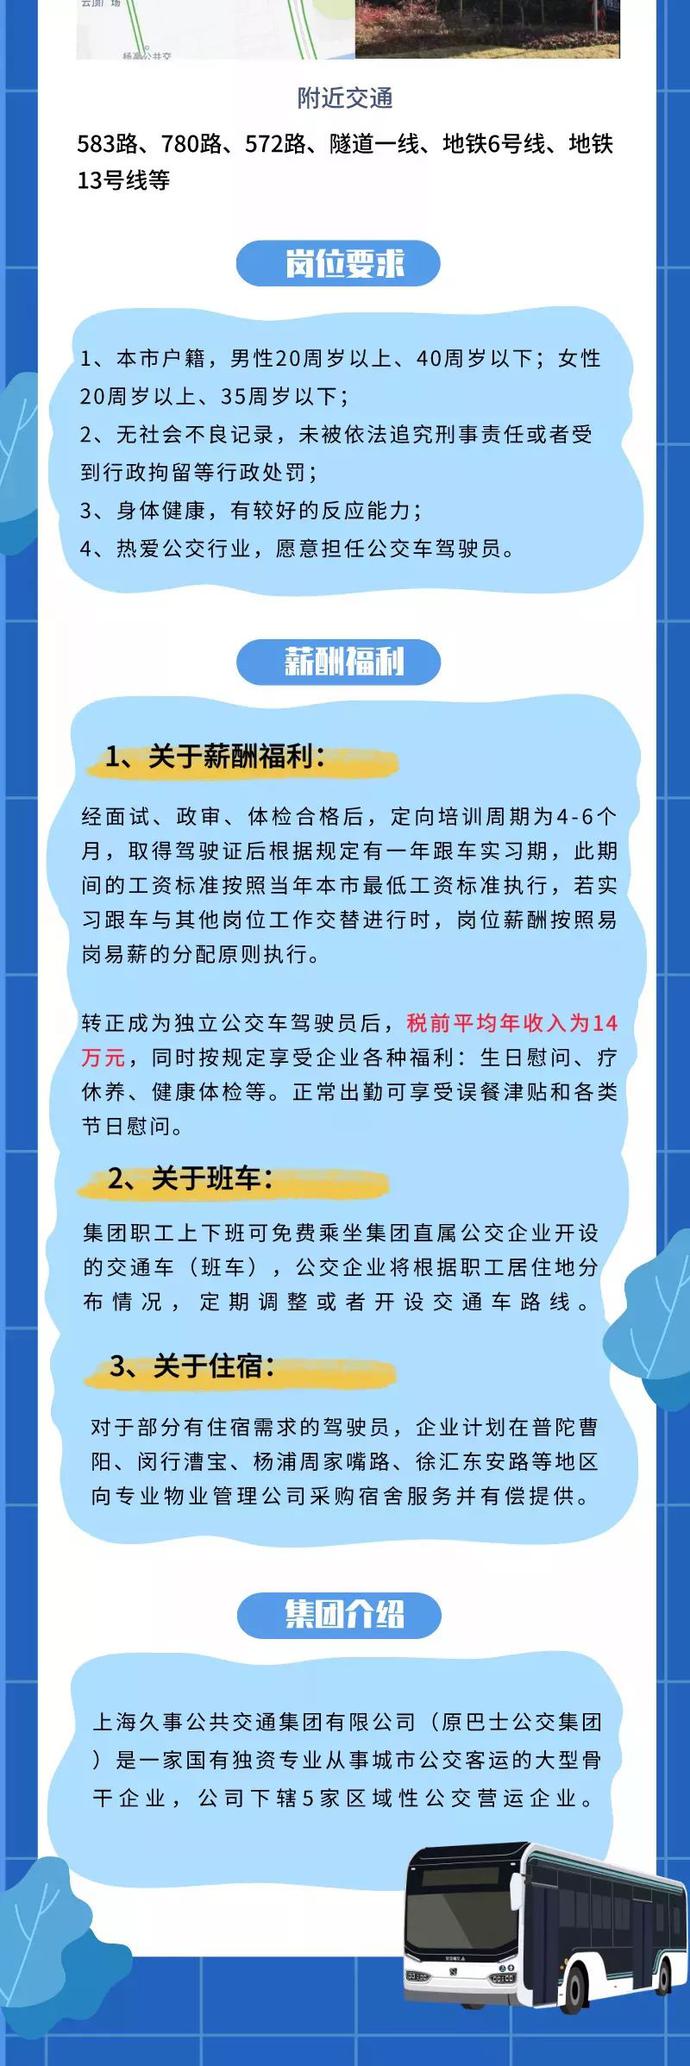 云顶广场
杨高公共交
附近交通
583路、780路、572路、隧道一线、地铁6号线、地铁
13号线等
岗位要求
1、本市户籍，男性20周岁以上、40周岁以下；女性
20周岁以上、35周岁以下；
2、无社会不良记录，未被依法追究刑事责任或者受
到行政拘留等行政处罚；
3、身体健康，有较好的反应能力；
4、热爱公交行业，愿意担任公交车驾驶员。
薪酬福利
1、关于薪酬福利：
经面试、政审、体检合格后，定向培训周期为4-6个
月，取得驾驶证后根据规定有一年跟车实习期，此期
间的工资标准按照当年本市最低工资标准执行，若实
习跟车与其他岗位工作交替进行时，岗位薪酬按照易
岗易薪的分配原则执行。
转正成为独立公交车驾驶员后，税前平均年收入为14
万元，同时按规定享受企业各种福利：生日慰问、疗
休养、健康体检等。正常出勤可享受误餐津贴和各类
节日慰问。
2、关于班车：
集团职工上下班可免费乘坐集团直属公交企业开设
的交通车（班车），公交企业将根据职工居住地分
布情况，定期调整或者开设交通车路线。
3、关于住宿：
对于部分有住宿需求的驾驶员，企业计划在普陀曹
阳、闵行漕宝、杨浦周家嘴路、徐汇东安路等地区
向专业物业管理公司采购宿舍服务并有偿提供。
集团介绍
上海久事公共交通集团有限公司（原巴士公交集团
）是一家国有独资专业从事城市公交客运的大型骨
干企业，公司下辖5家区域性公交营运企业。